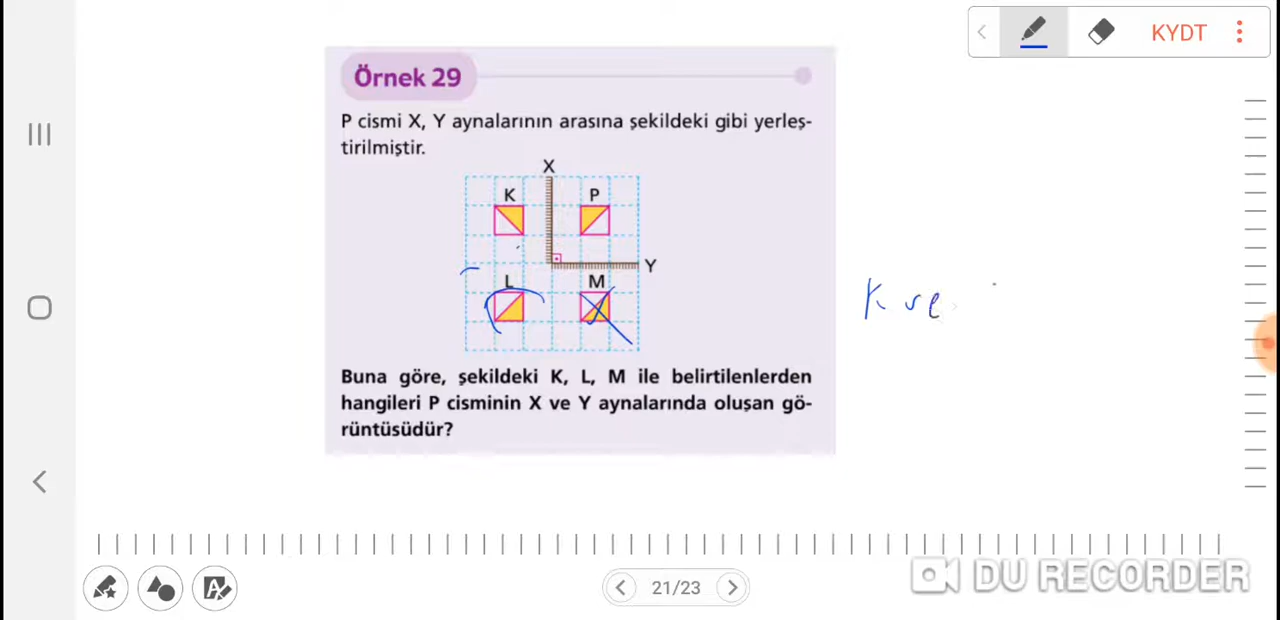 KYDT
Örnek 29
P cismi X, Y aynalarının arasına şekildeki gibi yerleş-
tirilmiştir.
X
K P
Y
L M
K ve
Buna göre, şekildeki K, L, M ile belirtilenlerden
hangileri P cisminin X ve Y aynalarında oluşan gö-
rüntüsüdür?
21/23
DU RECORDER